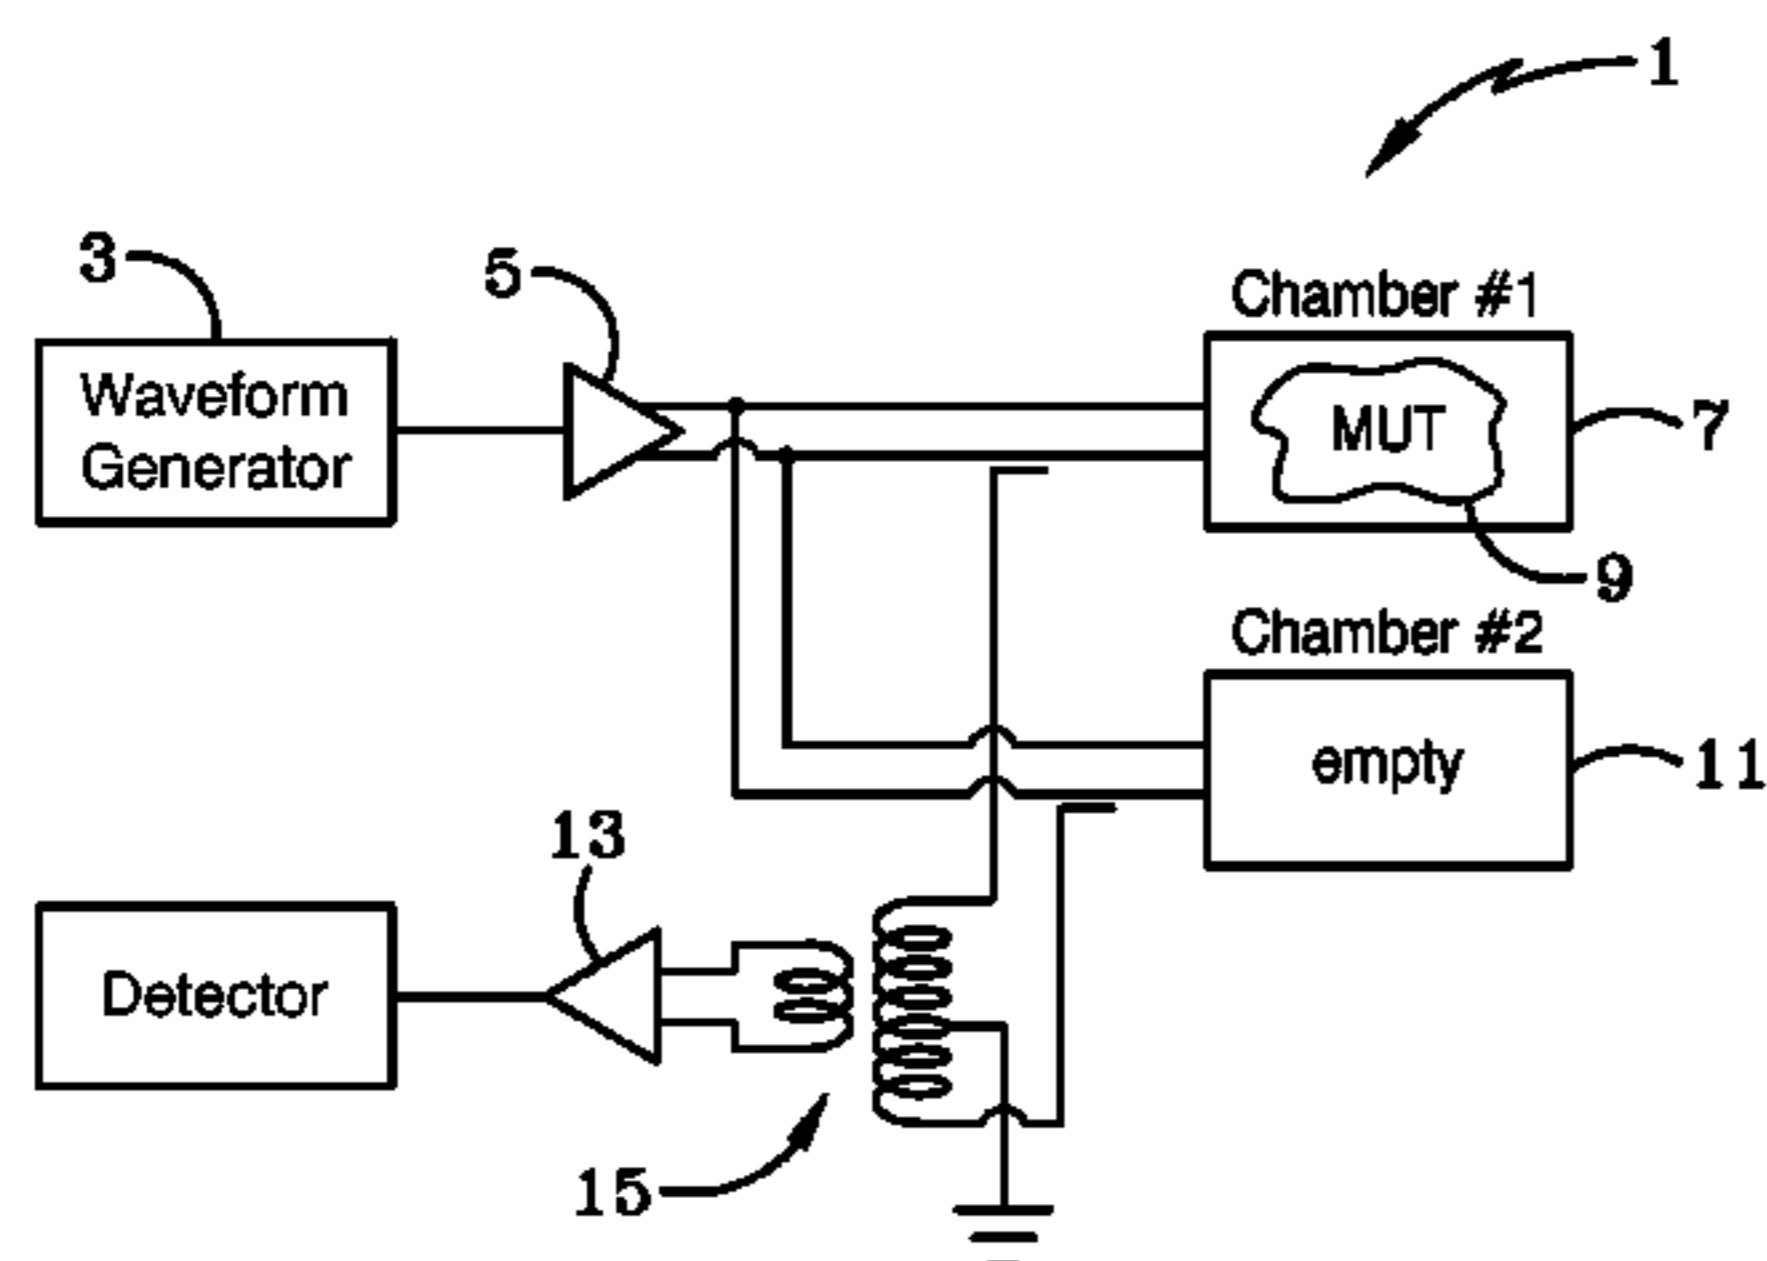 1
3
5
Chamber #1
Waveform
Generator
MUT
7
9
Chamber #2
empty
11
13
Detector
15